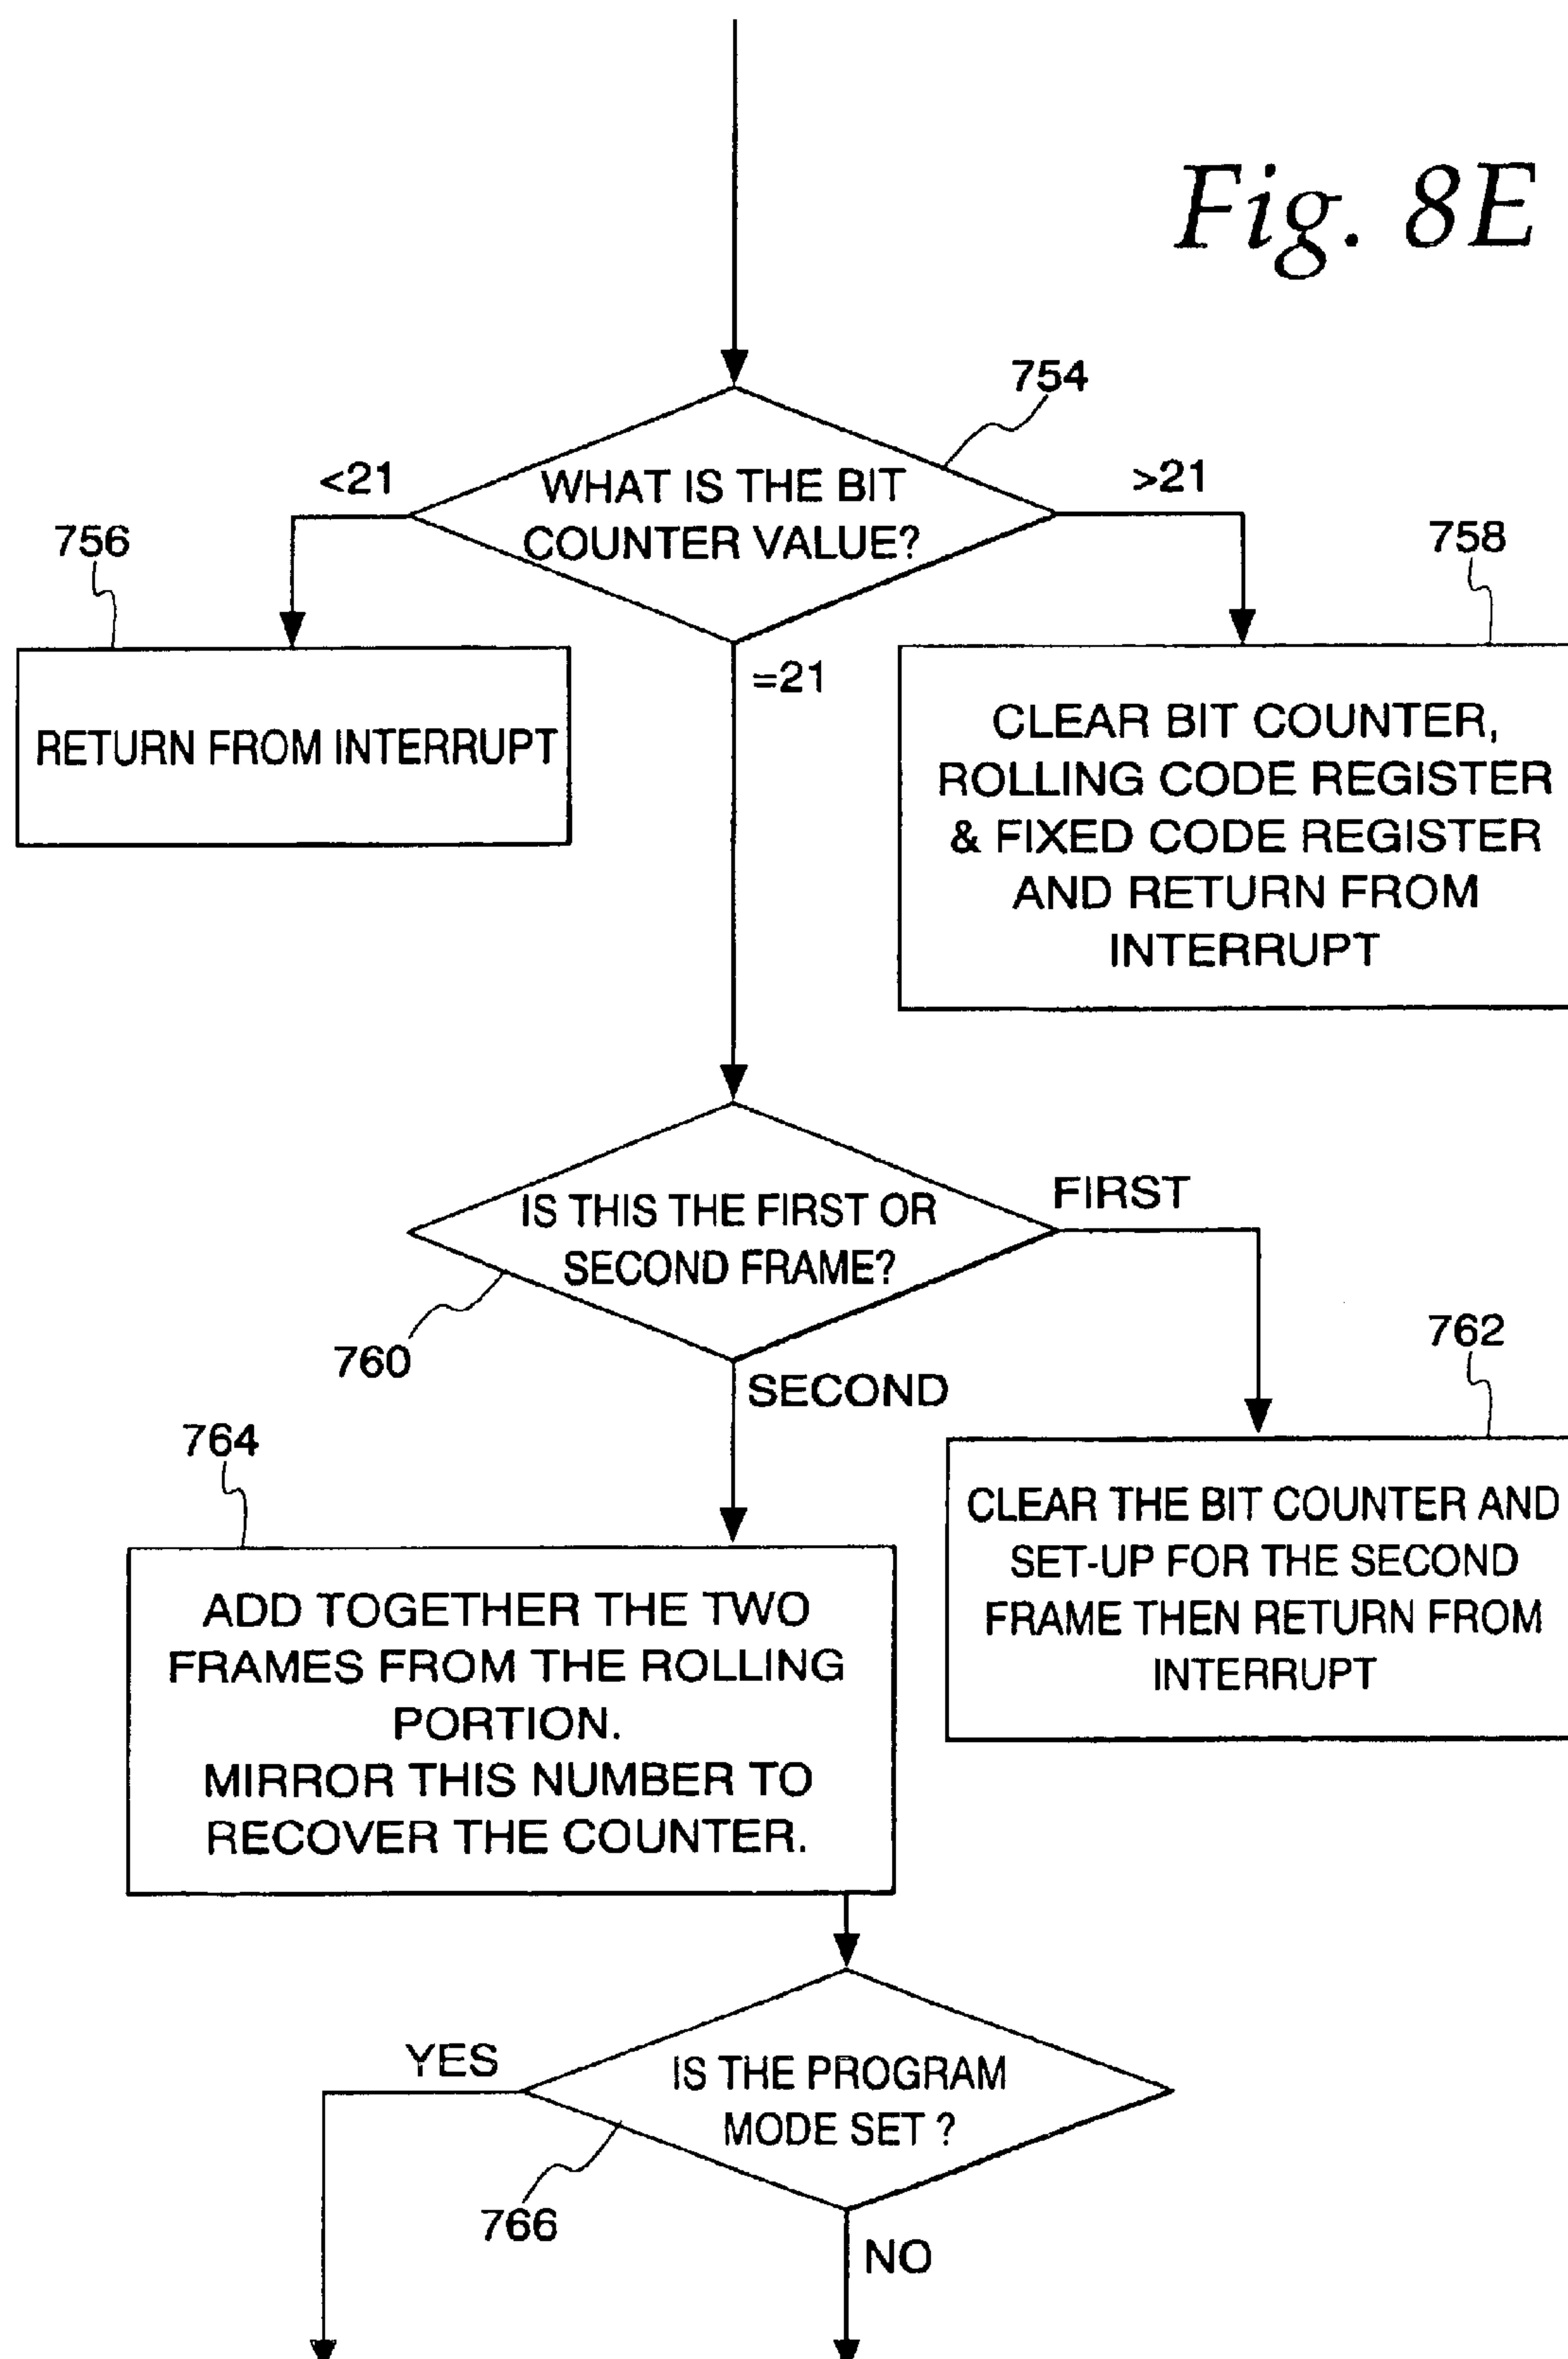 Fig. 8E
754
<21
WHAT IS THE BIT
COUNTER VALUE?
>21
756
758
RETURN FROM INTERRUPT
=21
CLEAR BIT COUNTER,
ROLLING CODE REGISTER
& FIXED CODE REGISTER
AND RETURN FROM
INTERRUPT
IS THIS THE FIRST OR
SECOND FRAME?
FIRST
760
762
SECOND
764
CLEAR THE BIT COUNTER AND
SET-UP FOR THE SECOND
FRAME THEN RETURN FROM
INTERRUPT
ADD TOGETHER THE TWO
FRAMES FROM THE ROLLING
PORTION.
MIRROR THIS NUMBER TO
RECOVER THE COUNTER.
YES
IS THE PROGRAM
MODE SET ?
766
NO